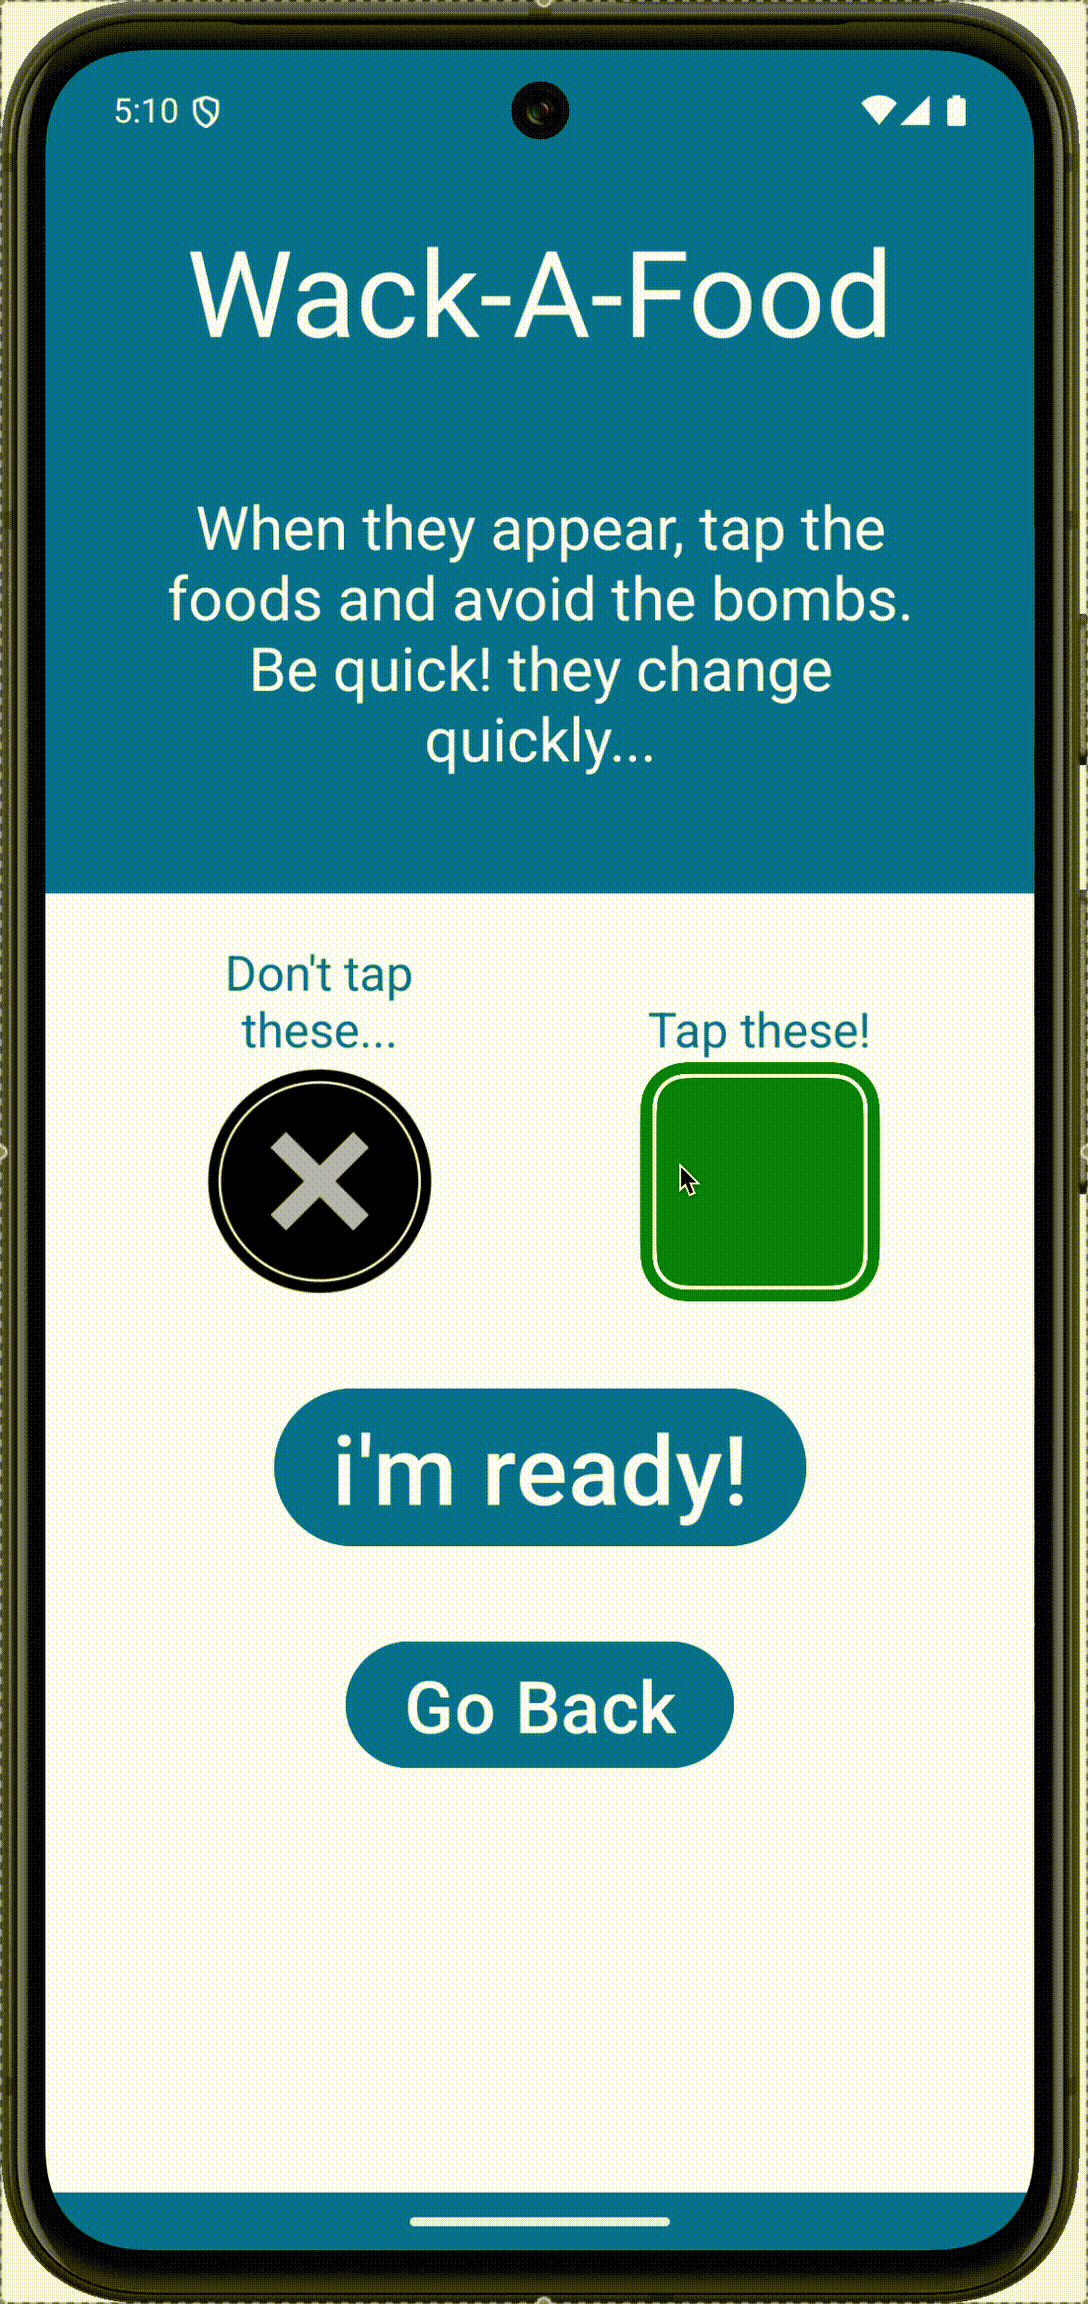 5:10
Wack-A-Food
When they appear, tap the
foods and avoid the bombs.
Be quick! they change
quickly...
Don't tap
these...
Tap these!
i'm ready!
Go Back